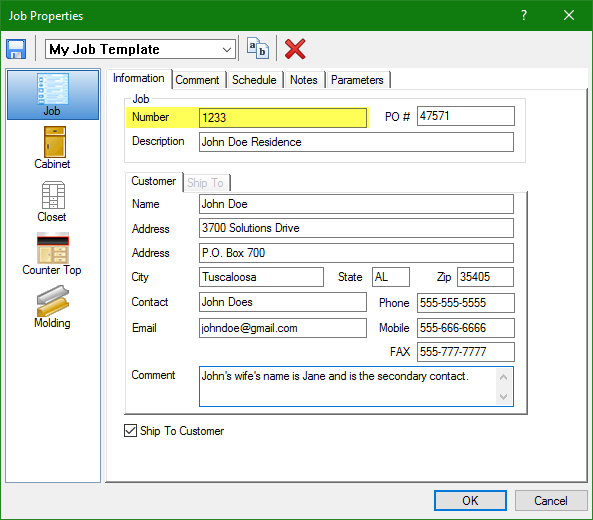 Job Properties
?
My Job Template
a b
Job
Cabinet
Closet
Counter Top
Molding
Information Comment Schedule Notes Parameters
Job
Number 1233 PO # 47571
Description John Doe Residence
Customer Ship To
Name John Doe
Address 3700 Solutions Drive
Address P.O. Box 700
City Tuscaloosa State AL Zip 35405
Contact John Does Phone 555-555-5555
Email johndoe@gmail.com Mobile 555-666-6666
FAX 555-777-7777
Comment John's wife's name is Jane and is the secondary contact.
Ship To Customer
OK Cancel